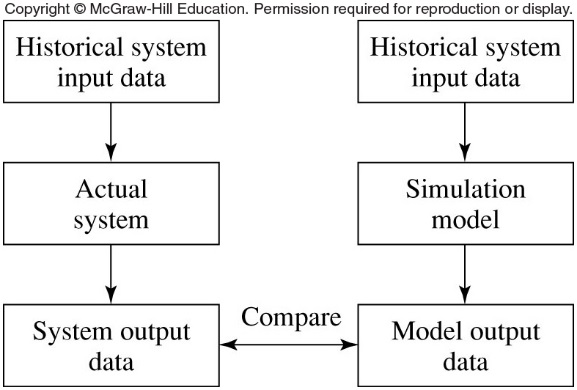 Copyright © McGraw-Hill Education. Permission required for reproduction or display.
Historical system
input data
Historical system
input data
Actual
system
Simulation
model
System output
data
Compare
Model output
data